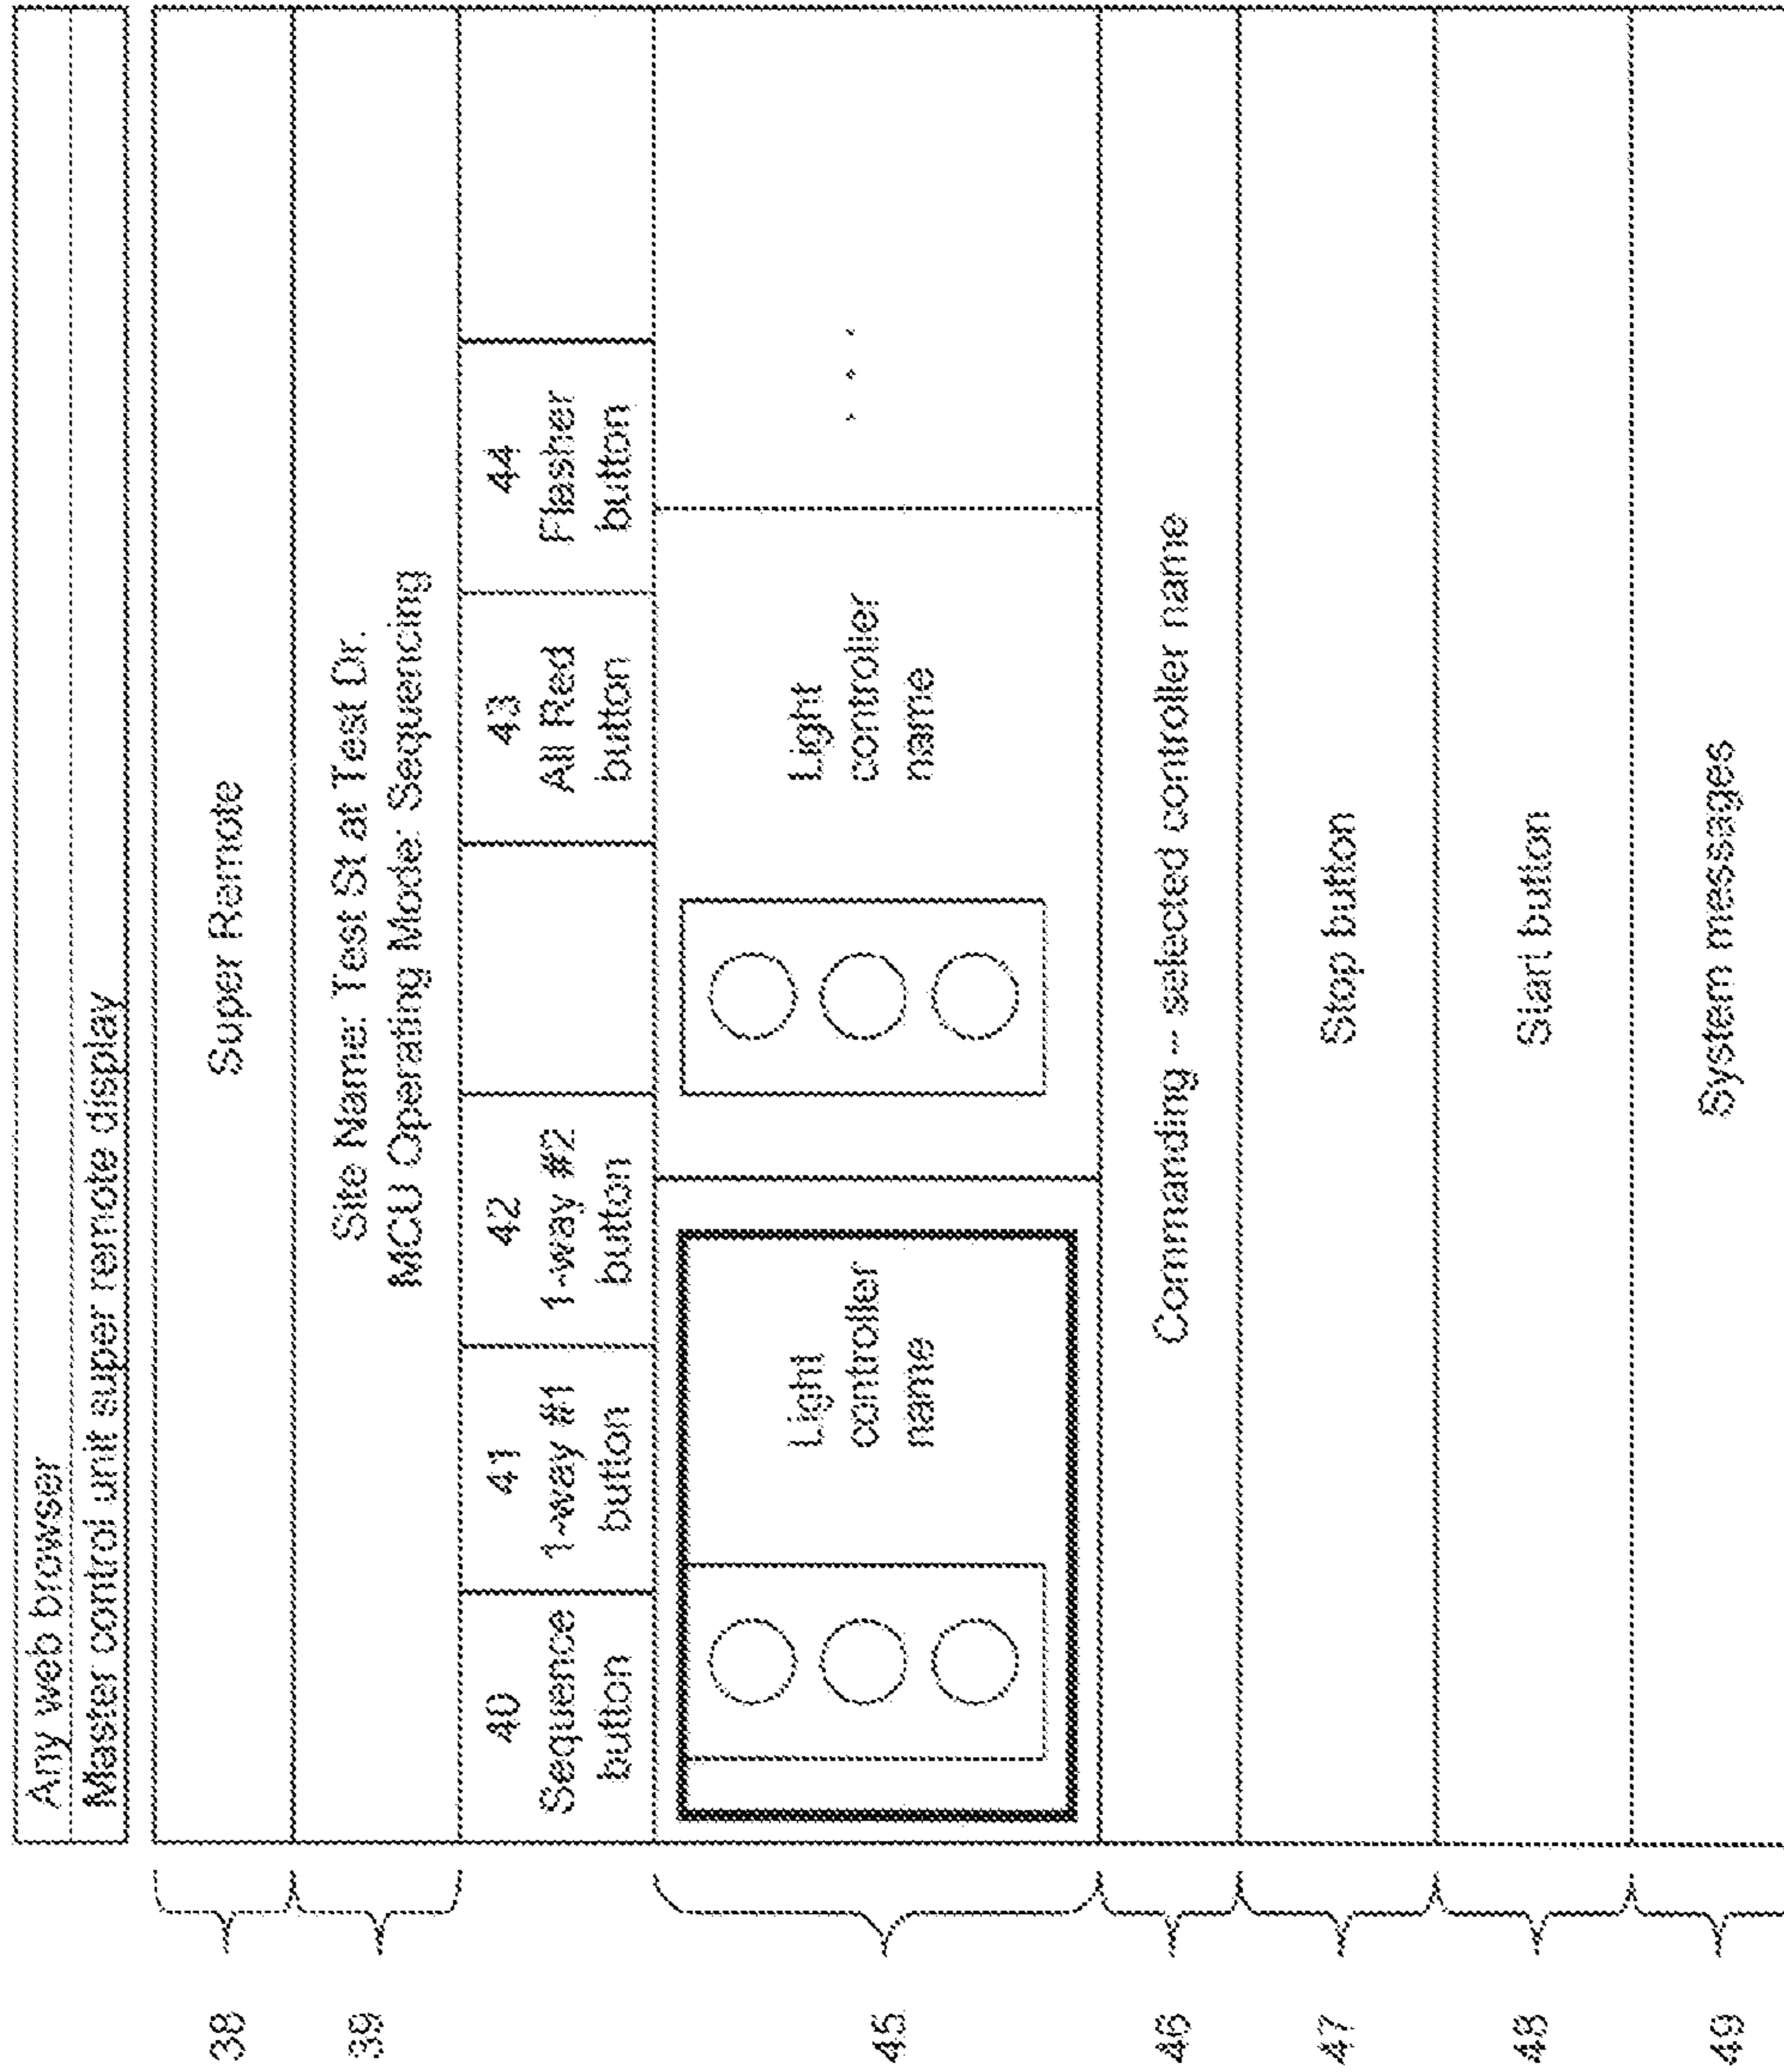 Any web browser
Master control unit super remote display
38
Super Remote
39
Site Name: Test St at Test Dr.
MCU Operating Mode: Sequencing
40
Sequence
button
41
1-way #1
button
42
1-way #2
button
43
All Red
button
44
Flasher
button
45
Light
controller
name
Light
controller
name
. . .
46
Commanding – selected controller name
47
Stop button
48
Start button
49
System messages